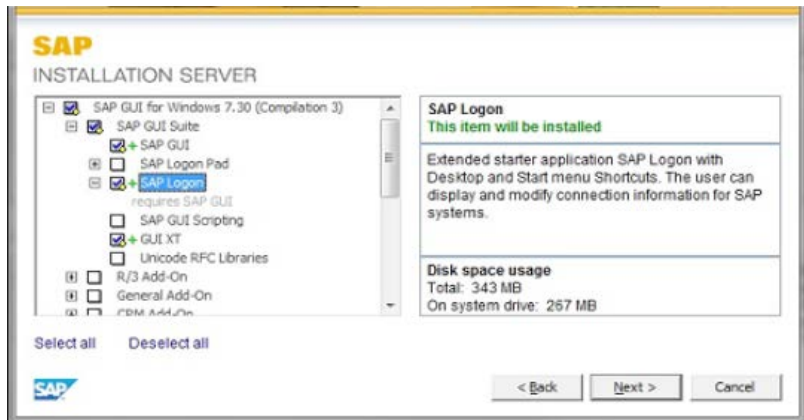 SAP
INSTALLATION SERVER
SAP GUI for Windows 7.30 (Compilation 3)
SAP GUI Suite
SAP GUI
SAP Logon Pad
SAP Logon
requires SAP GUI
SAP GUI Scripting
GUI XT
Unicode RFC Libraries
R/3 Add-On
General Add-On
CRM Add-On
SAP Logon
This item will be installed
Extended starter application SAP Logon with
Desktop and Start menu Shortcuts. The user can
display and modify connection information for SAP
systems.
Disk space usage
Total: 343 MB
On system drive: 267 MB
Select all Deselect all
SAP
< Back Next > Cancel